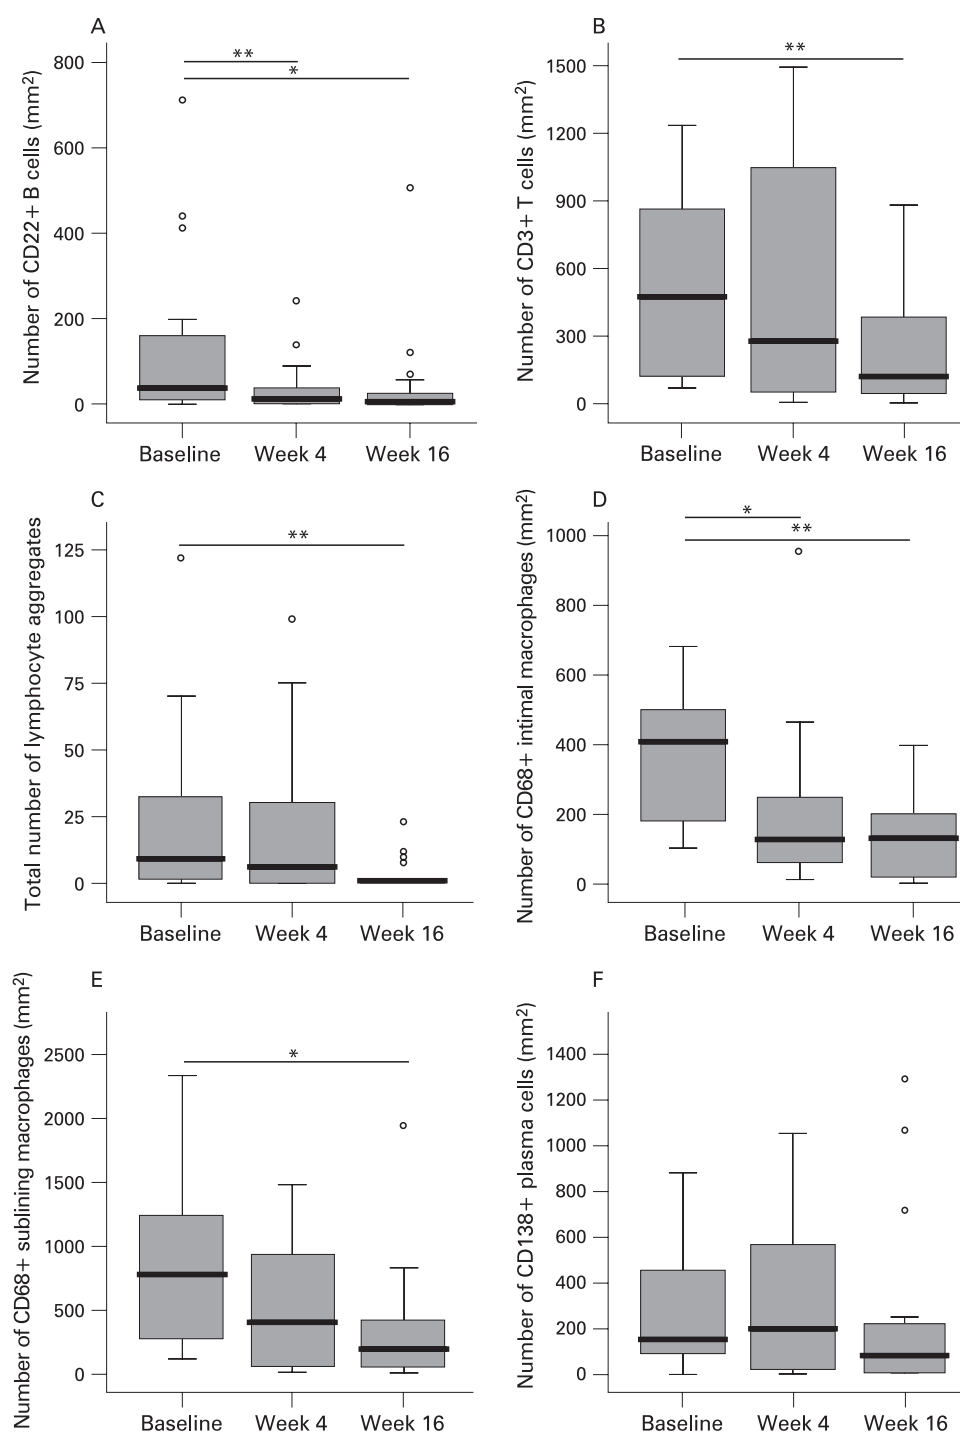 A
Number of CD22+ B cells (mm²)
800
600
400
200
0
**
*
Baseline Week 4 Week 16
B
Number of CD3+ T cells (mm²)
1500
1200
900
600
300
0
**
Baseline Week 4 Week 16
C
Total number of lymphocyte aggregates
125
100
75
50
25
0
**
Baseline Week 4 Week 16
D
Number of CD68+ intimal macrophages (mm²)
1000
800
600
400
200
0
*
**
Baseline Week 4 Week 16
E
Number of CD68+ sublining macrophages (mm²)
2500
2000
1500
1000
500
0
*
Baseline Week 4 Week 16
F
Number of CD138+ plasma cells (mm²)
1400
1200
1000
800
600
400
200
0
Baseline Week 4 Week 16